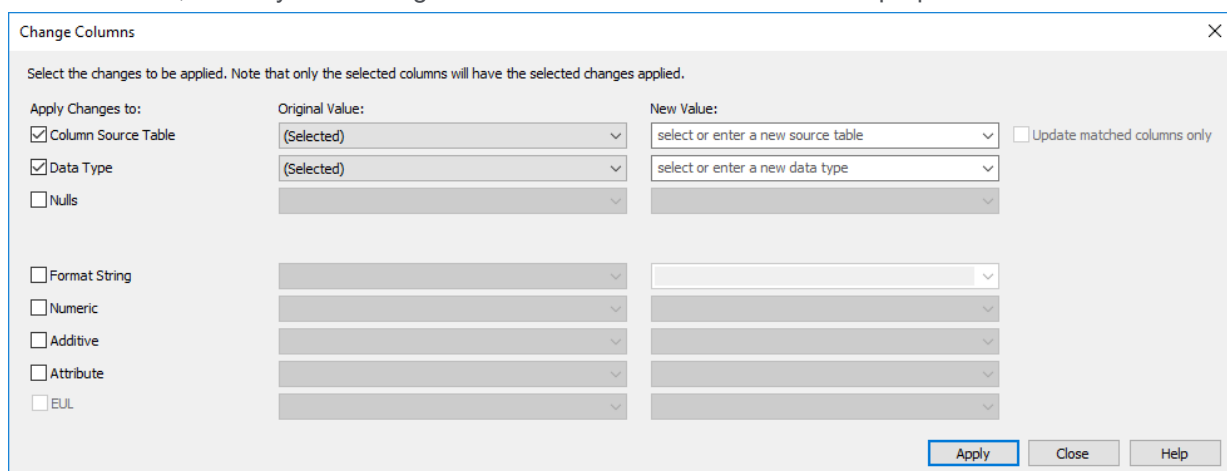 Change Columns
Select the changes to be applied. Note that only the selected columns will have the selected changes applied.
Apply Changes to: Original Value: New Value:
Column Source Table (Selected) select or enter a new source table Update matched columns only
Data Type (Selected) select or enter a new data type
Nulls
Format String
Numeric
Additive
Attribute
EUL
Apply Close Help